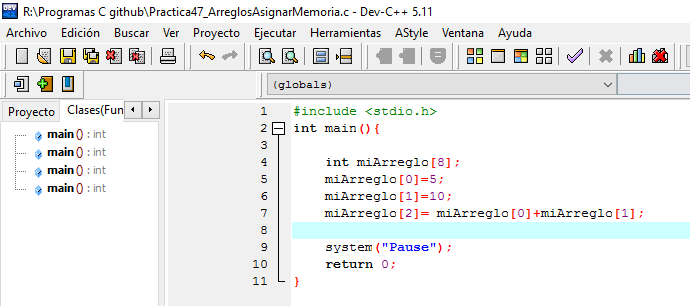 R:\Programas C github\Practica47_ArreglosAsignarMemoria.c - Dev-C++ 5.11
Archivo Edición Buscar Ver Proyecto Ejecutar Herramientas AStyle Ventana Ayuda
(globals)
Proyecto Clases(Fun
main() : int
main() : int
main() : int
main() : int
1 #include <stdio.h>
2 int main(){
3
4 int miArreglo[8];
5 miArreglo[0]=5;
6 miArreglo[1]=10;
7 miArreglo[2]= miArreglo[0]+miArreglo[1];
8
9 system("Pause");
10 return 0;
11 }